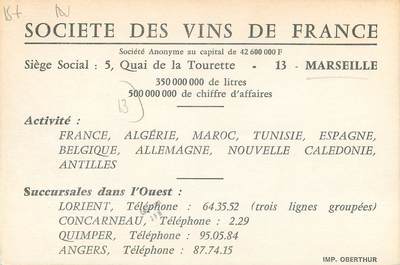 SOCIETE DES VINS DE FRANCE
Société Anonyme au capital de 42 600 000 F
Siège Social : 5, Quai de la Tourette - 13 - MARSEILLE
350 000 000 de litres
500 000 000 de chiffre d'affaires
13
Activité :
FRANCE, ALGÉRIE, MAROC, TUNISIE, ESPAGNE,
BELGIQUE, ALLEMAGNE, NOUVELLE CALEDONIE,
ANTILLES
Succursales dans l'Ouest :
LORIENT, Téléphone : 64.35.52 (trois lignes groupées)
CONCARNEAU, Téléphone : 2.29
QUIMPER, Téléphone : 95.05.84
ANGERS, Téléphone : 87.74.15
IMP. OBERTHUR